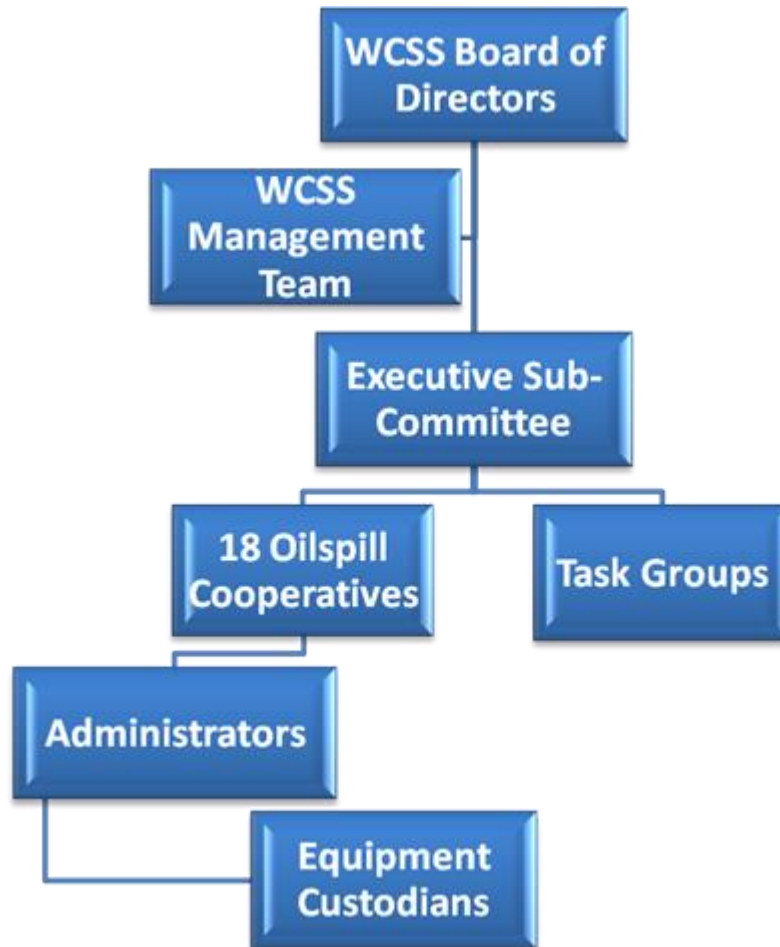 WCSS Board of
Directors
WCSS
Management
Team
Executive Sub-
Committee
18 Oilspill
Cooperatives
Task Groups
Administrators
Equipment
Custodians